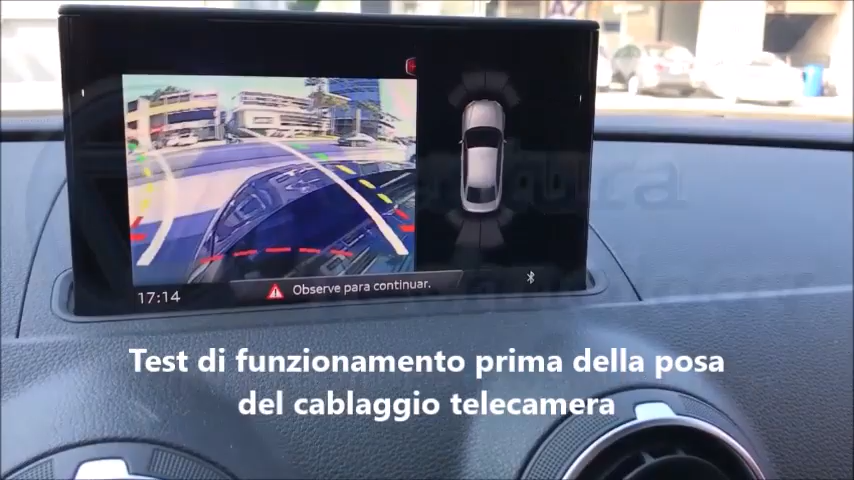 17:14
Observe para continuar.
Test di funzionamento prima della posa
del cablaggio telecamera